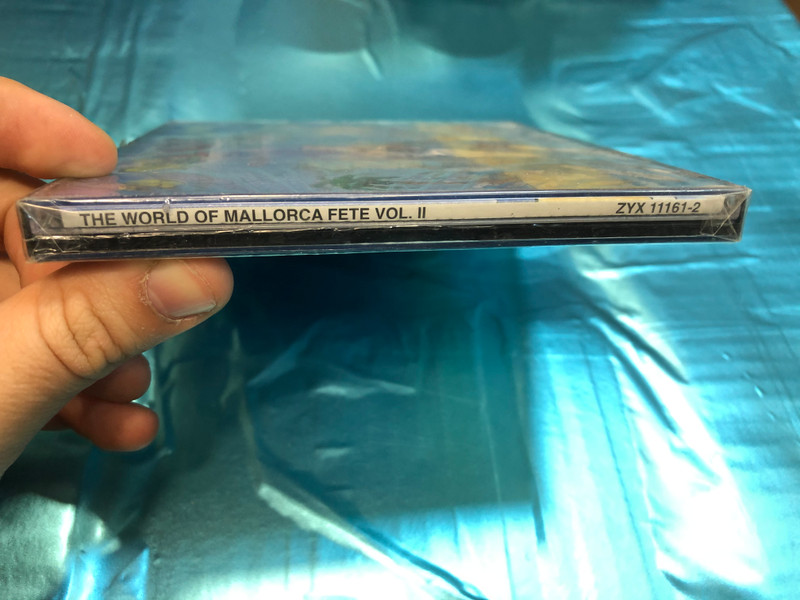 THE WORLD OF MALLORCA FETE VOL. II ZYX 11161-2